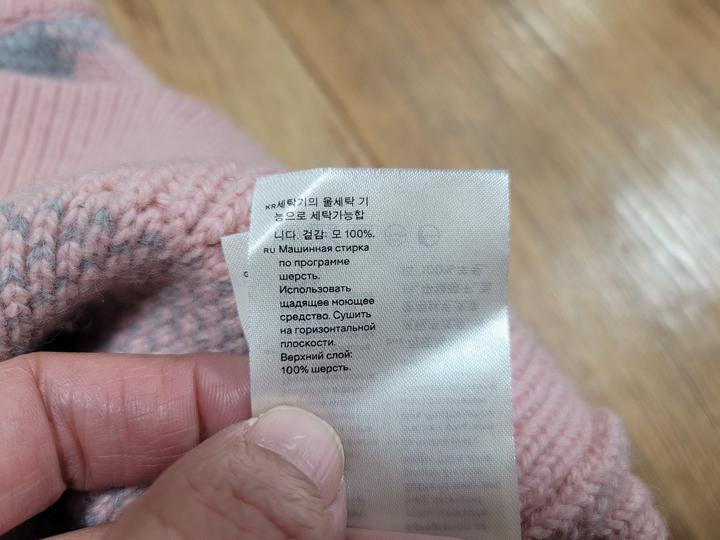 KR 세탁기의 울세탁 기
능으로 세탁가능합
니다. 겉감: 모 100%.
RU Машинная стирка
по программе
шерсть.
Использовать
щадящее моющее
средство. Сушить
на горизонтальной
плоскости.
Верхний слой:
100% шерсть.